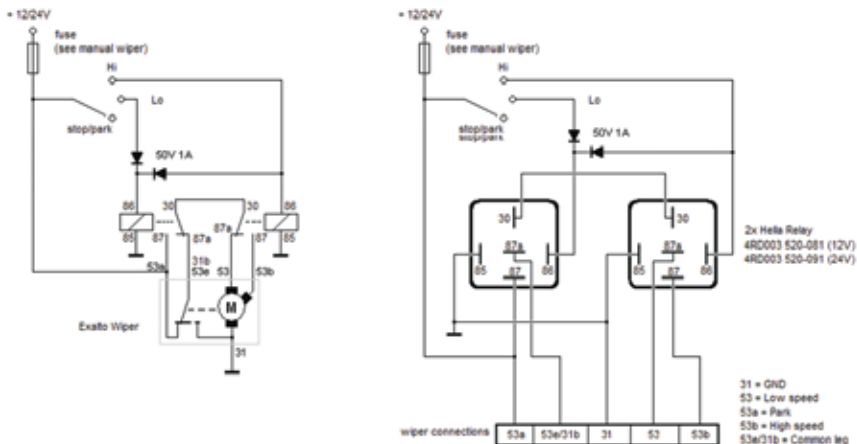 + 12/24V
fuse
(see manual wiper)
Hi
Lo
stop/park
50V 1A
86
30
30
86
87a
85
87
87a
87
85
31b
53a
53e
53
53b
M
Exalto Wiper
31
+ 12/24V
fuse
(see manual wiper)
Hi
Lo
stop/park
stop/park
50V 1A
30
30
87a
87a
85
87
86
85
87
86
2x Hella Relay
4RD003 520-081 (12V)
4RD003 520-091 (24V)
wiper connections
53a
53e/31b
31
53
53b
31 = GND
53 = Low speed
53a = Park
53b = High speed
53e/31b = Common leg